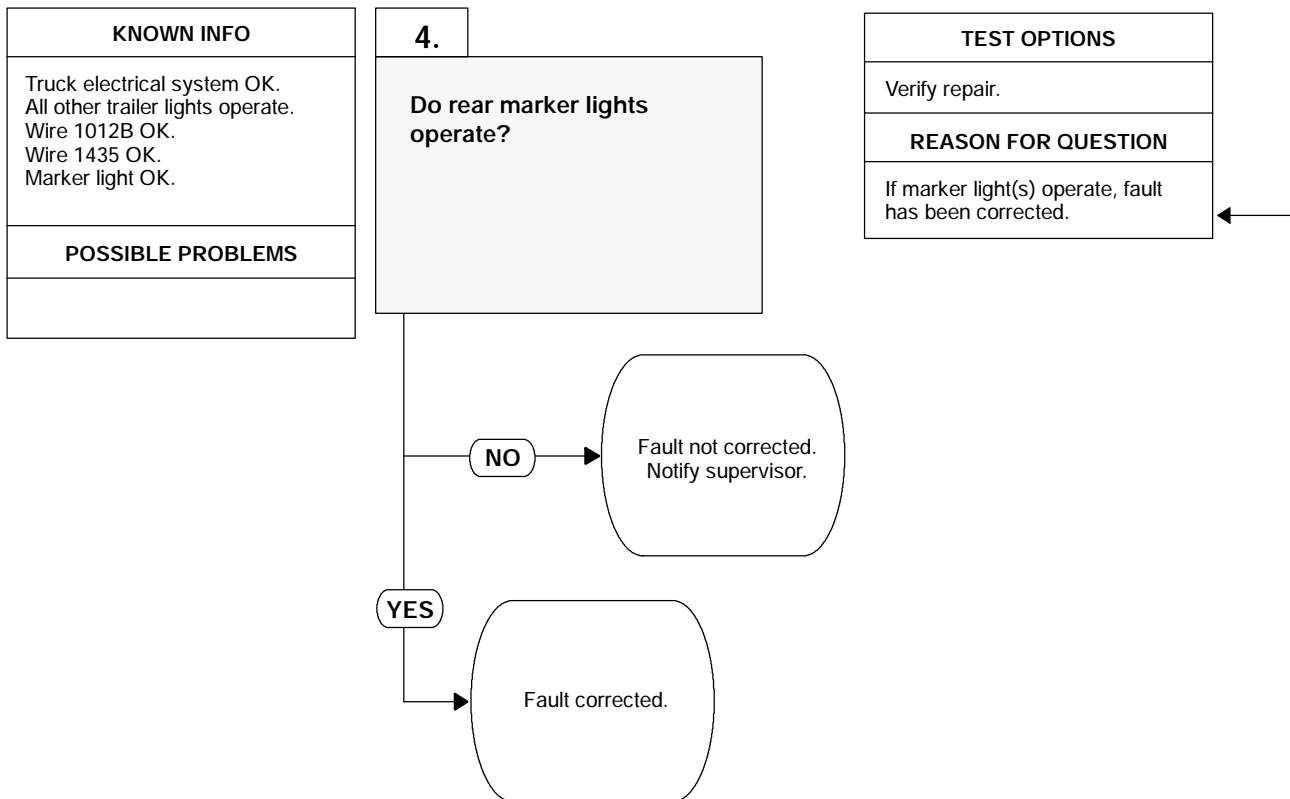 KNOWN INFO
Truck electrical system OK.
All other trailer lights operate.
Wire 1012B OK.
Wire 1435 OK.
Marker light OK.
POSSIBLE PROBLEMS
4.
Do rear marker lights
operate?
TEST OPTIONS
Verify repair.
REASON FOR QUESTION
If marker light(s) operate, fault
has been corrected.
NO
Fault not corrected.
Notify supervisor.
YES
Fault corrected.